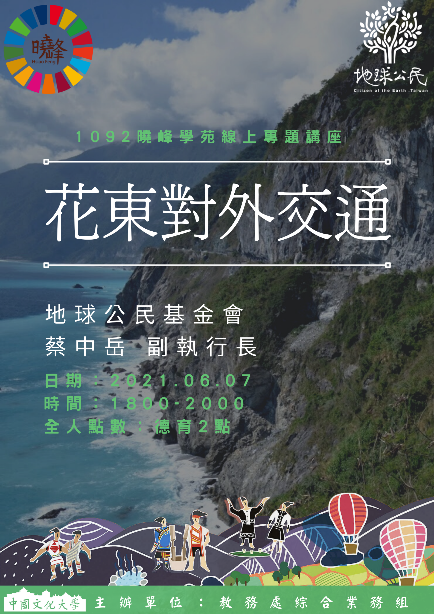 曉峰
地球公民
Citizen of the Earth, Taiwan
1092曉峰學苑線上專題講座
花東對外交通
地球公民基金會
蔡中岳 副執行長
日期：2021.06.07
時間：1800-2000
全人點數：德育2點
中國文化大學 主辦單位：教務處綜合業務組